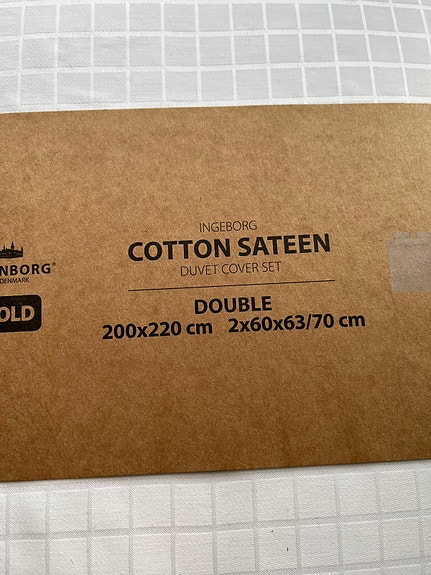 INGEBORG
COTTON SATEEN
DUVET COVER SET
NBORG®
DENMARK
OLD
DOUBLE
200x220 cm 2x60x63/70 cm